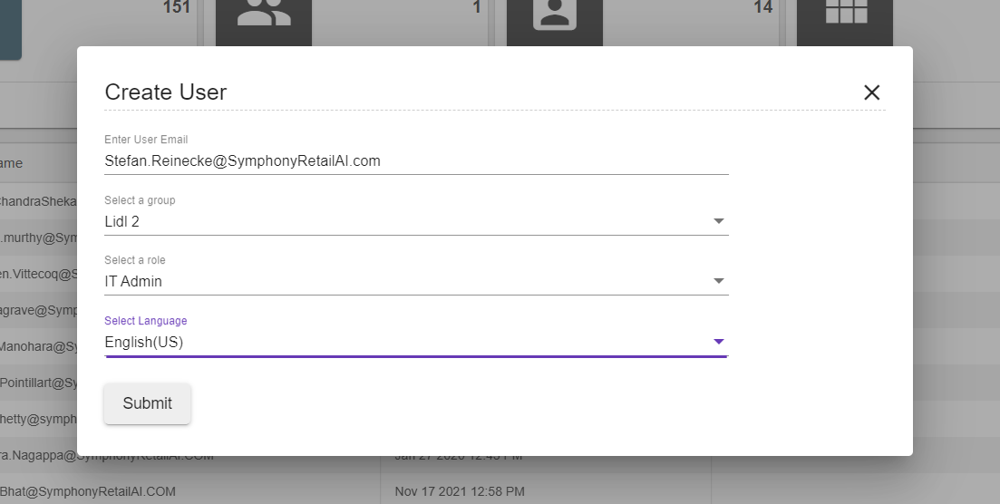 151
1
14
Create User
Enter User Email
Stefan.Reinecke@SymphonyRetailAI.com
Select a group
Lidl 2
Select a role
IT Admin
Select Language
English(US)
Submit
ame
ChandraSheka
.murthy@Sym
en.Vittecoq@S
agrave@Symp
Manohara@Sy
Pointillart@Sy
hetty@symph
ra.Nagappa@SymphonyRetailAI.COM Jan 27 2020 12:45 PM
Bhat@SymphonyRetailAI.COM Nov 17 2021 12:58 PM